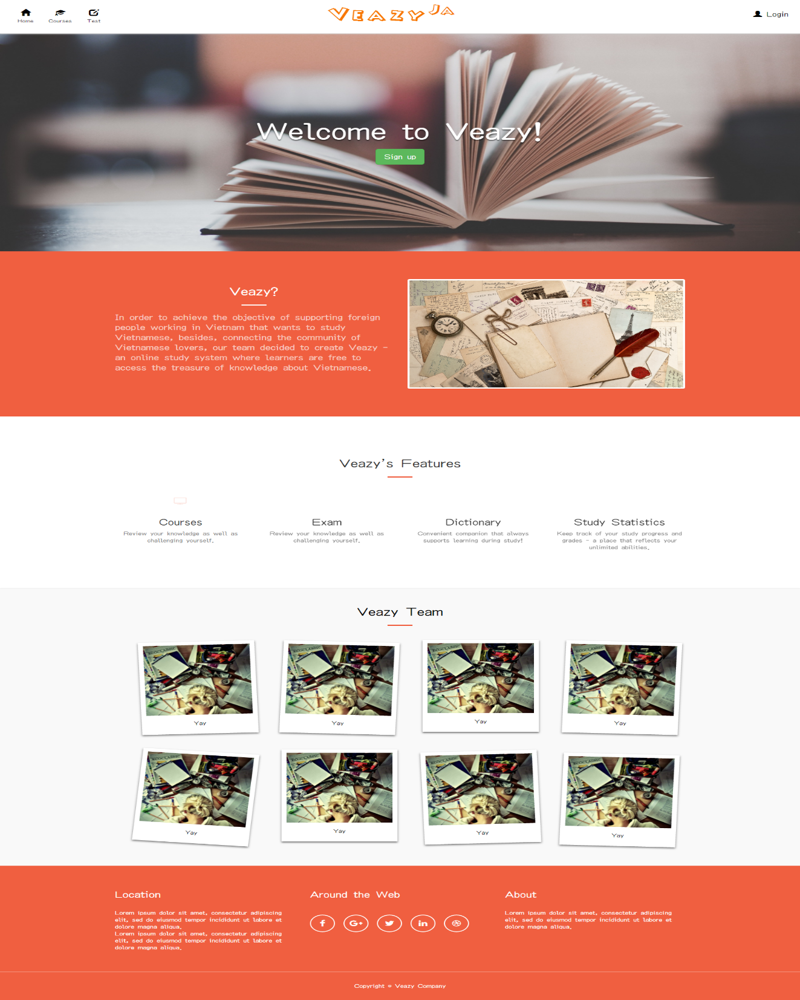 Home
Courses
Test
VEAZY JA
Login
Welcome to Veazy!
Sign up
Veazy?
In order to achieve the objective of supporting foreign
people working in Vietnam that wants to study
Vietnamese, besides, connecting the community of
Vietnamese lovers, our team decided to create Veazy -
an online study system where learners are free to
access the treasure of knowledge about Vietnamese.
CARTE POSTALE
Veazy's Features
Courses
Review your knowledge as well as
challenging yourself.
Exam
Review your knowledge as well as
challenging yourself.
Dictionary
Convenient companion that always
supports learning during study!
Study Statistics
Keep track of your study progress and
grades - a place that reflects your
unlimited abilities.
Veazy Team
Yay
Yay
Yay
Yay
Yay
Yay
Yay
Yay
Location
Lorem ipsum dolor sit amet, consectetur adipiscing
elit, sed do eiusmod tempor incididunt ut labore et
dolore magna aliqua.
Lorem ipsum dolor sit amet, consectetur adipiscing
elit, sed do eiusmod tempor incididunt ut labore et
dolore magna aliqua.
Around the Web
About
Lorem ipsum dolor sit amet, consectetur adipiscing
elit, sed do eiusmod tempor incididunt ut labore et
dolore magna aliqua.
Copyright © Veazy Company